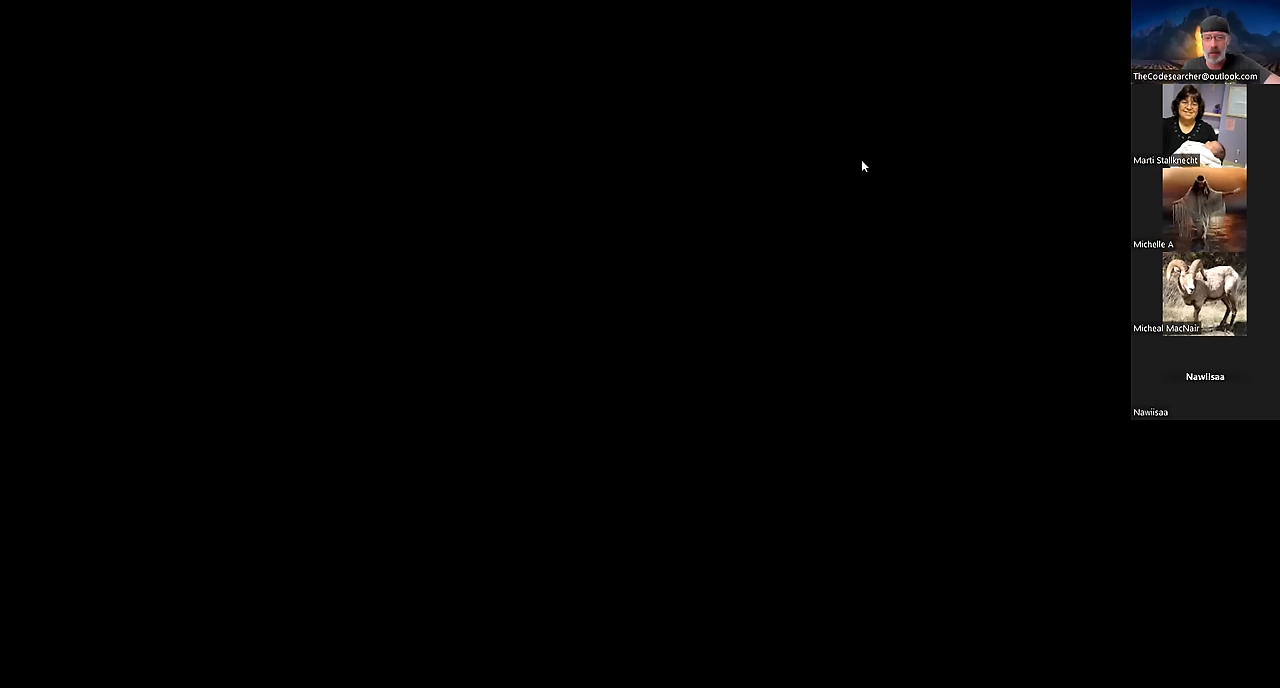 TheCodesearcher@outlook.com
Marti Stallknecht
Michelle A
Micheal MacNair
Nawiisaa
Nawiisaa